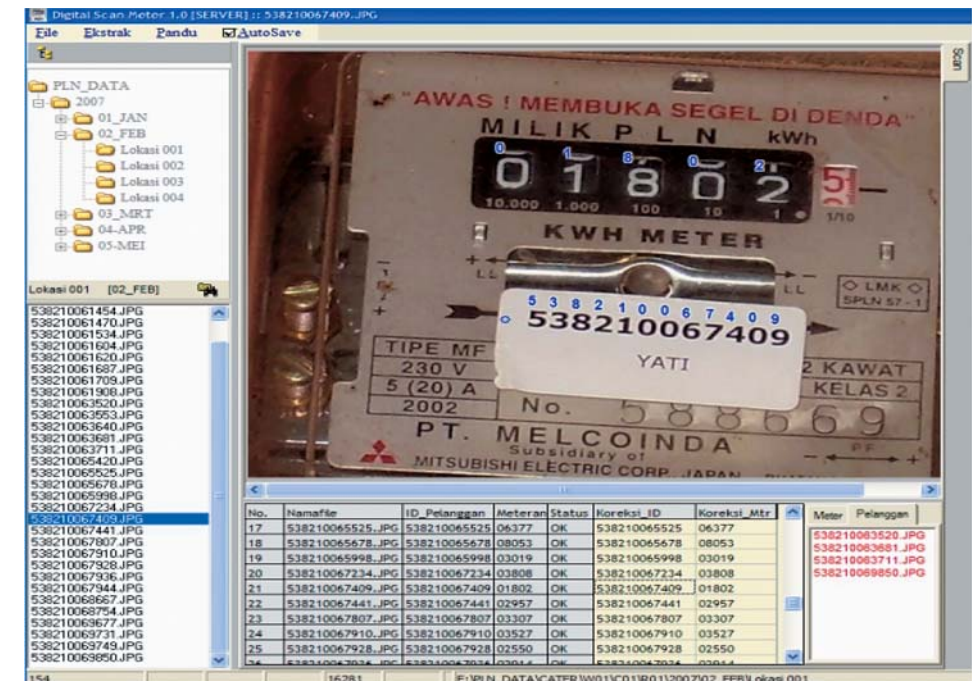 Digital Scan Meter 1.0 [SERVER] :: 538210067409..JPG
File Ekstrak Pandu AutoSave
Scan
PLN_DATA
2007
01_JAN
02_FEB
Lokasi 001
Lokasi 002
Lokasi 003
Lokasi 004
03_MRT
04-APR
05-MEI
Lokasi 001 [02_FEB]
538210061454.JPG
538210061470.JPG
538210061534.JPG
538210061604.JPG
538210061620.JPG
538210061687.JPG
538210061709.JPG
538210061908.JPG
538210063520.JPG
538210063553.JPG
538210063640.JPG
538210063681.JPG
538210063711.JPG
538210065420.JPG
538210065525.JPG
538210065678.JPG
538210065998.JPG
538210067234.JPG
538210067409.JPG
538210067441.JPG
538210067807.JPG
538210067910.JPG
538210067928.JPG
538210067936.JPG
538210067944.JPG
538210068667.JPG
538210068754.JPG
538210069677.JPG
538210069731.JPG
538210069749.JPG
538210069850.JPG
"AWAS ! MEMBUKA SEGEL DI DENDA"
MILIK P L N kWh
0 1 8 0 2
0 1 8 0 2 5
10.000 1.000 100 10 1 1/10
KWH METER
LL LL
LMK
SPLN 57 - 1
5 3 8 2 1 0 0 6 7 4 0 9
538210067409
YATI
TIPE MF
230 V 2 KAWAT
5 (20) A KELAS 2
2002 No. 588669
PT. MELCOINDA
Subsidiary of
MITSUBISHI ELECTRIC CORP. JAPAN
No. Namafile ID_Pelanggan Meteran Status Koreksi_ID Koreksi_Mtr
17 538210065525.JPG 538210065525 06377 OK 538210065525 06377
18 538210065678.JPG 538210065678 08053 OK 538210065678 08053
19 538210065998.JPG 538210065998 03019 OK 538210065998 03019
20 538210067234.JPG 538210067234 03808 OK 538210067234 03808
21 538210067409.JPG 538210067409 01802 OK 538210067409 01802
22 538210067441.JPG 538210067441 02957 OK 538210067441 02957
23 538210067807.JPG 538210067807 03307 OK 538210067807 03307
24 538210067910.JPG 538210067910 03527 OK 538210067910 03527
25 538210067928.JPG 538210067928 02550 OK 538210067928 02550
Meter Pelanggan
538210063520.JPG
538210063681.JPG
538210063711.JPG
538210069850.JPG
154 16281 F:\PLN_DATA\CATER\W01\C01\R01\2007\02_FEB\Lokasi 001